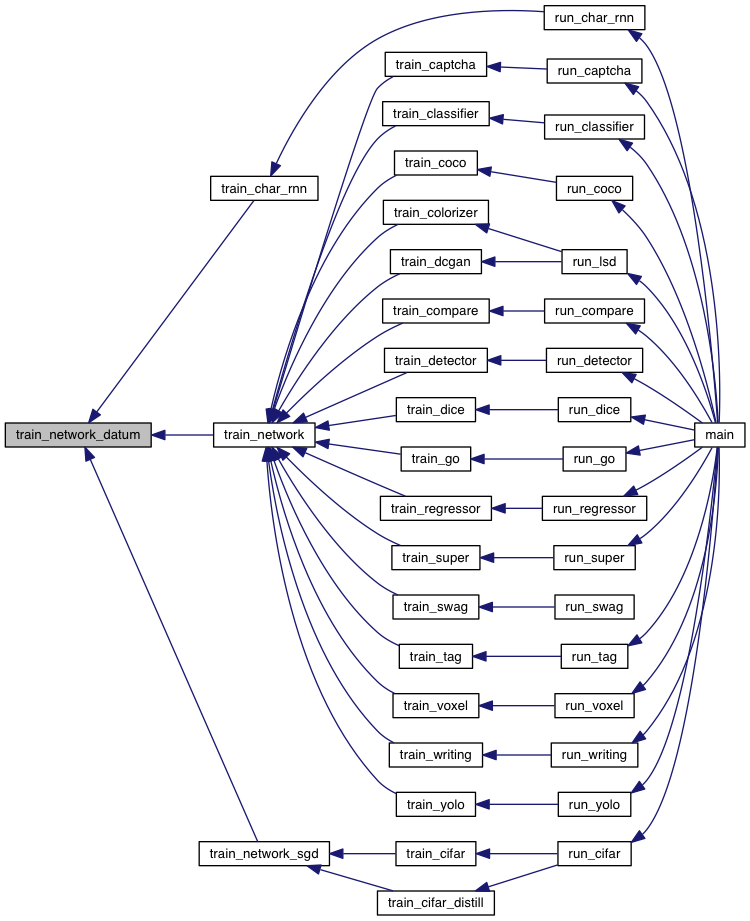 run_char_rnn
train_captcha
run_captcha
train_classifier
run_classifier
train_coco
run_coco
train_char_rnn
train_colorizer
train_dcgan
run_lsd
train_compare
run_compare
train_detector
run_detector
train_dice
run_dice
train_network_datum
train_network
main
train_go
run_go
train_regressor
run_regressor
train_super
run_super
train_swag
run_swag
train_tag
run_tag
train_voxel
run_voxel
train_writing
run_writing
train_yolo
run_yolo
train_network_sgd
train_cifar
run_cifar
train_cifar_distill